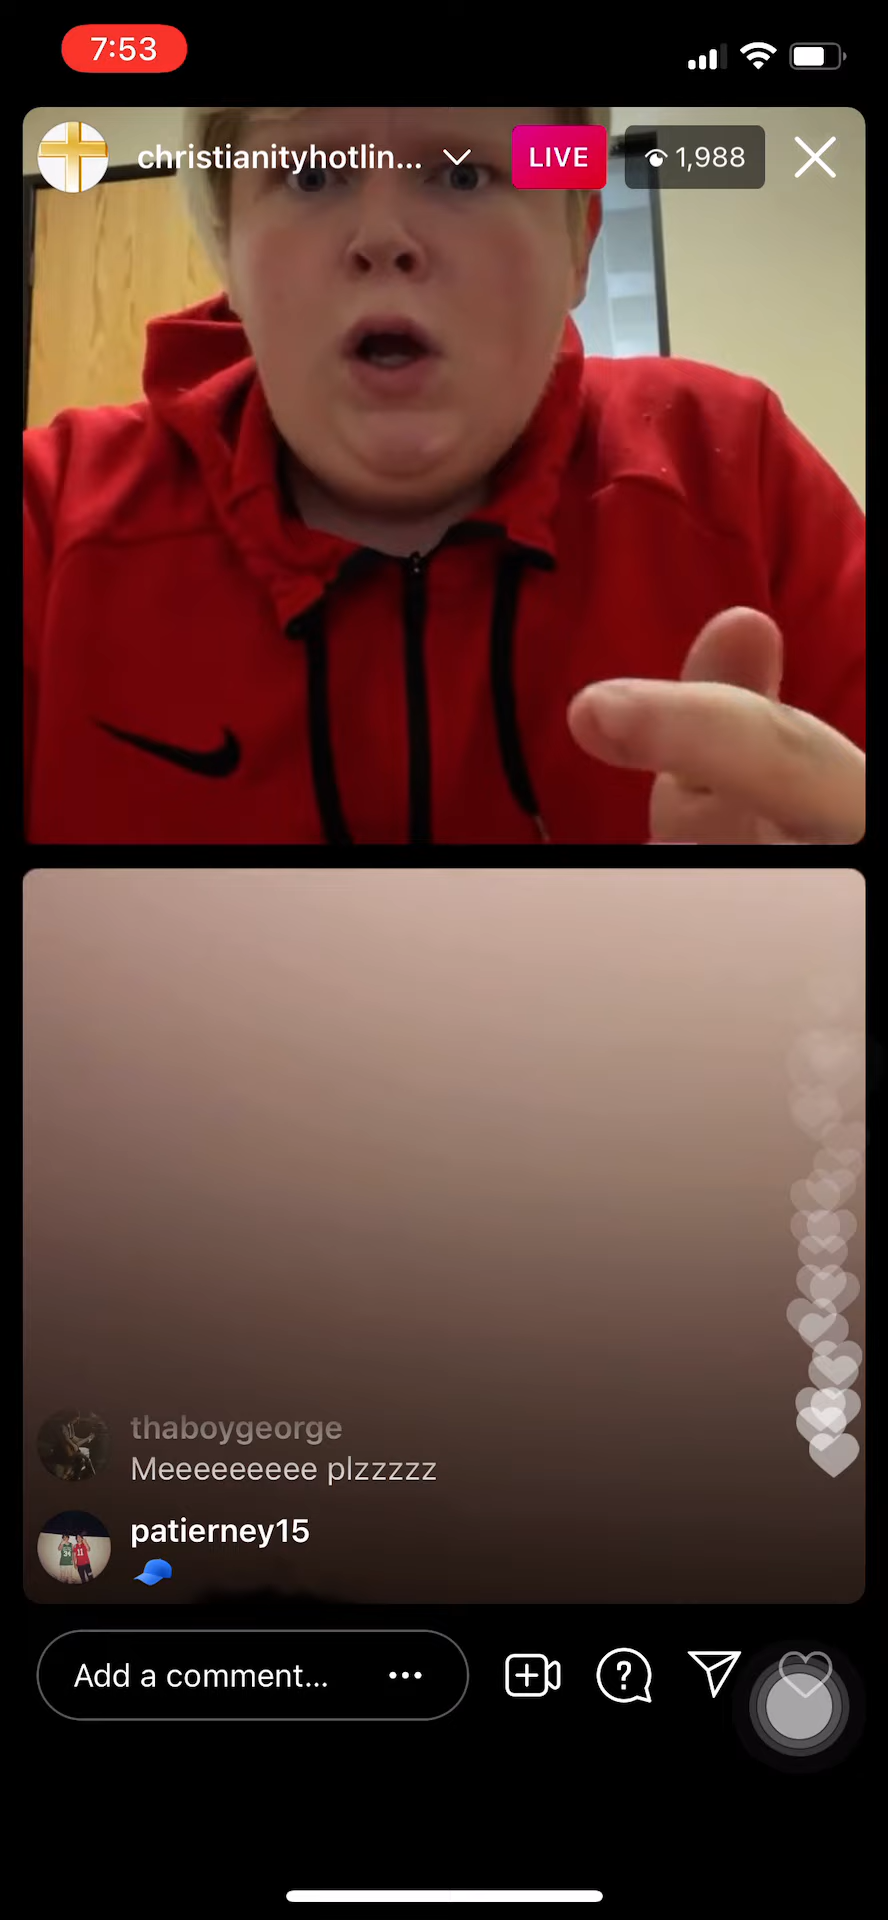 7:53
christianityhotlin...
LIVE
1,988
thaboygeorge
Meeeeeeeee plzzzzz
patierney15
Add a comment...